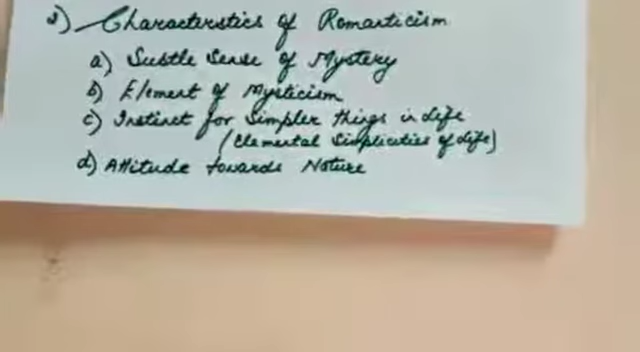 2) Characteristics of Romanticism
a) Subtle Sense of Mystery
b) Element of Mysticism
c) Instinct for Simpler things in life
(Elemental Simplicities of life)
d) Attitude towards Nature